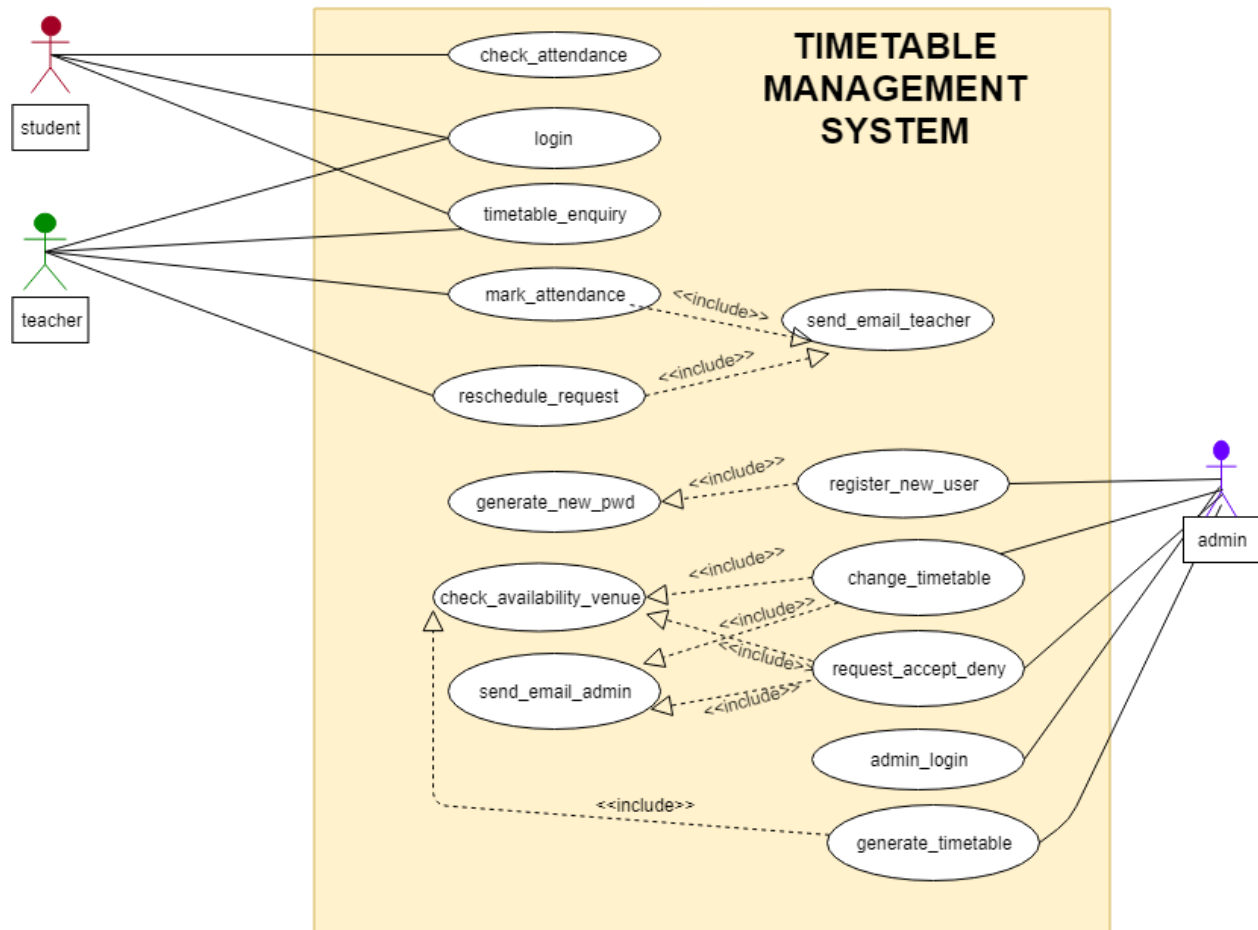 TIMETABLE
MANAGEMENT
SYSTEM
check_attendance
student
login
timetable_enquiry
teacher
mark_attendance
<<include>>
send_email_teacher
<<include>>
reschedule_request
<<include>>
register_new_user
generate_new_pwd
admin
<<include>>
change_timetable
check_availability_venue
<<include>>
<<include>>
request_accept_deny
send_email_admin
<<include>>
admin_login
<<include>>
generate_timetable